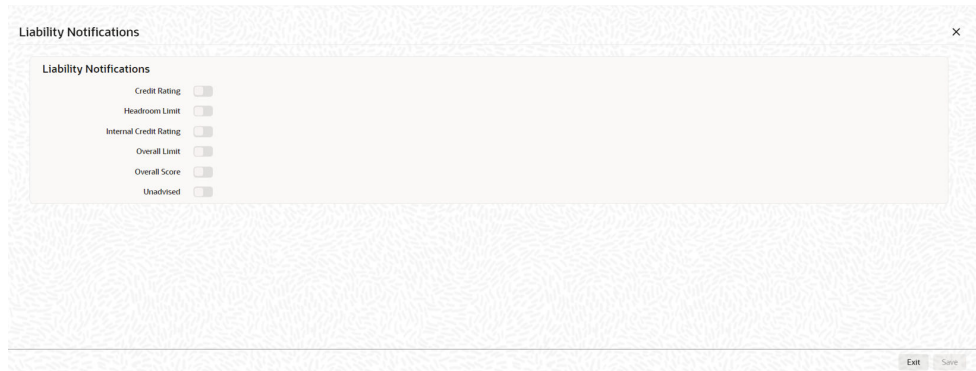 Liability Notifications
Liability Notifications
Credit Rating
Headroom Limit
Internal Credit Rating
Overall Limit
Overall Score
Unadvised
Exit Save